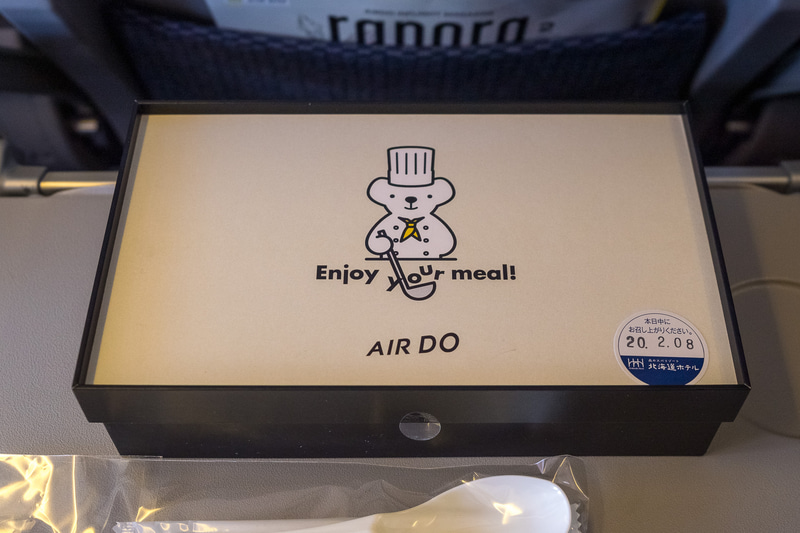 rapora
Enjoy your meal!
AIR DO
本日中に
お召し上がりください。
20. 2.08
北海道ホテル